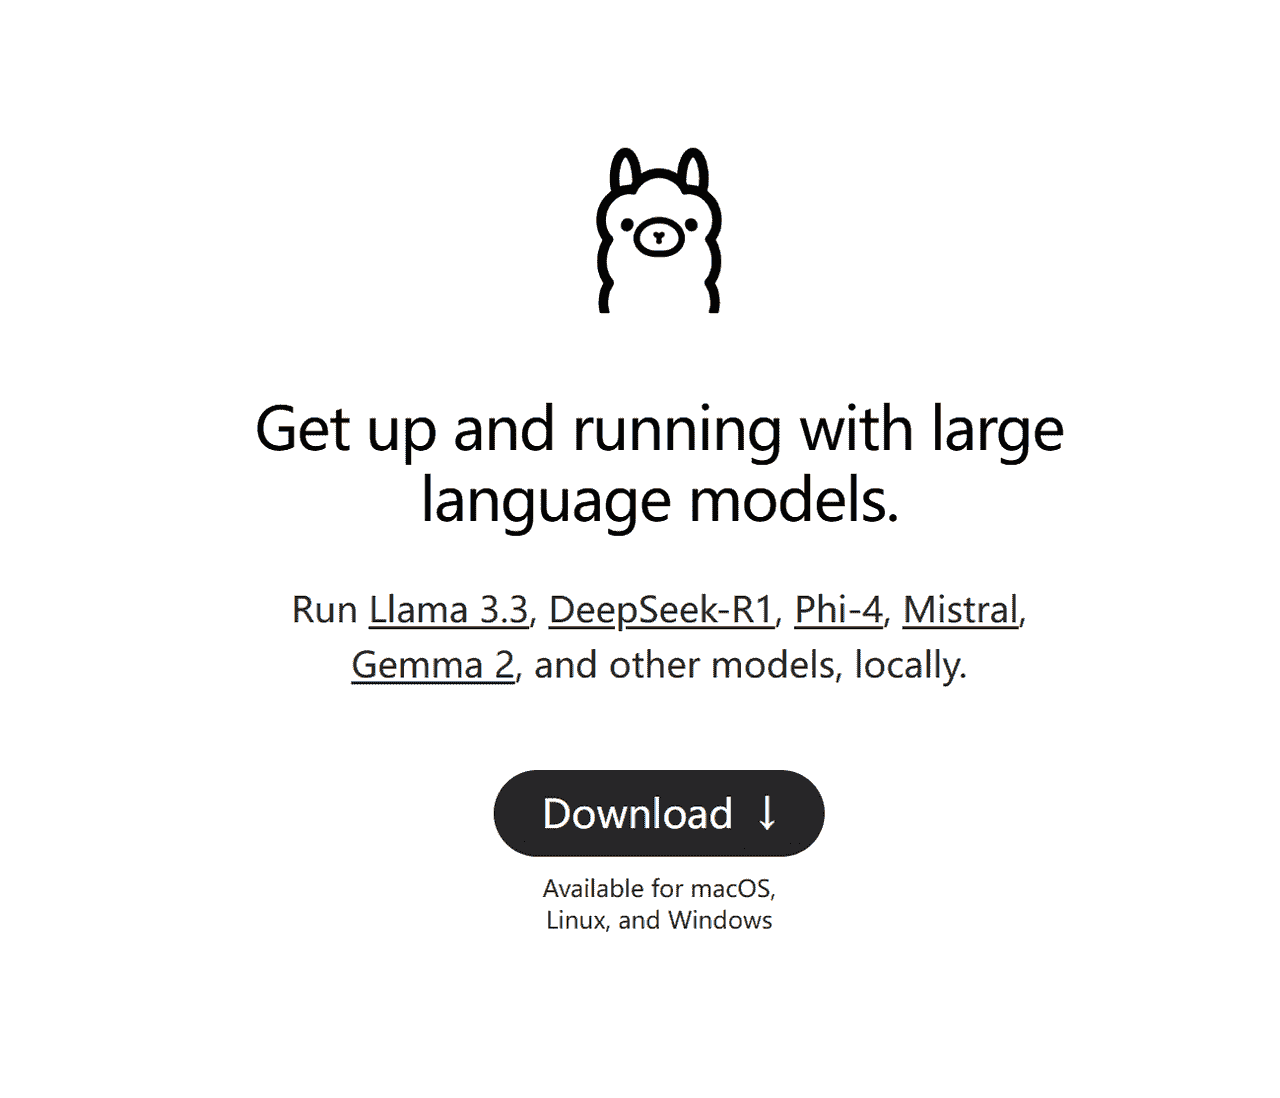 Get up and running with large
language models.
Run Llama 3.3, DeepSeek-R1, Phi-4, Mistral,
Gemma 2, and other models, locally.
Download ↓
Available for macOS,
Linux, and Windows